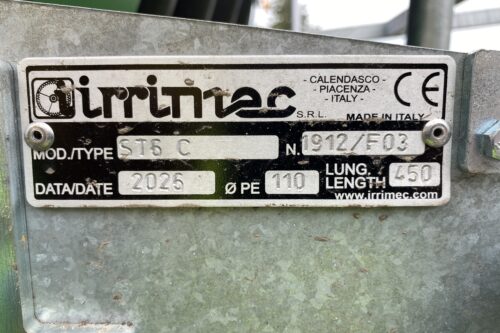 irrimec
S.R.L.
- CALENDASCO -
PIACENZA -
- ITALY -
CE
MADE IN ITALY
MOD./TYPE ST6 C N. 1912/F03
DATA/DATE 2026 Ø PE 110 LUNG. LENGTH 450
www.irrimec.com